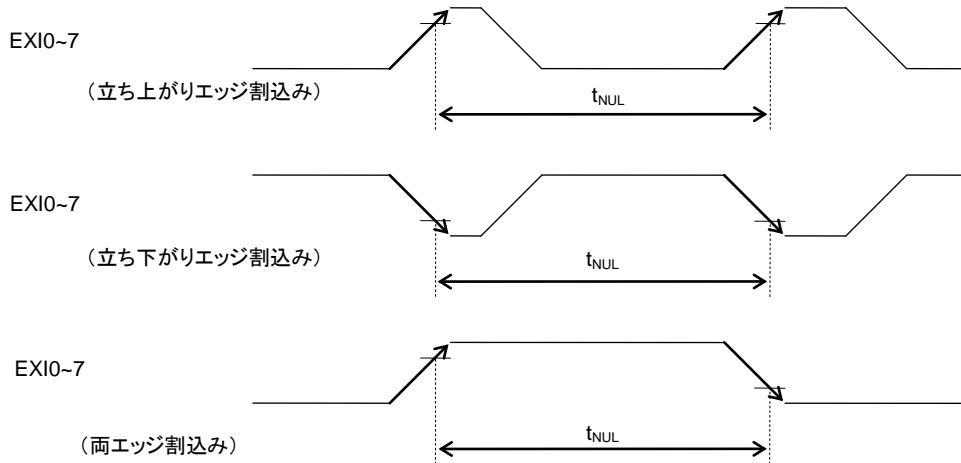 EXI0~7
（立ち上がりエッジ割込み）
tNUL
EXI0~7
（立ち下がりエッジ割込み）
tNUL
EXI0~7
（両エッジ割込み）
tNUL